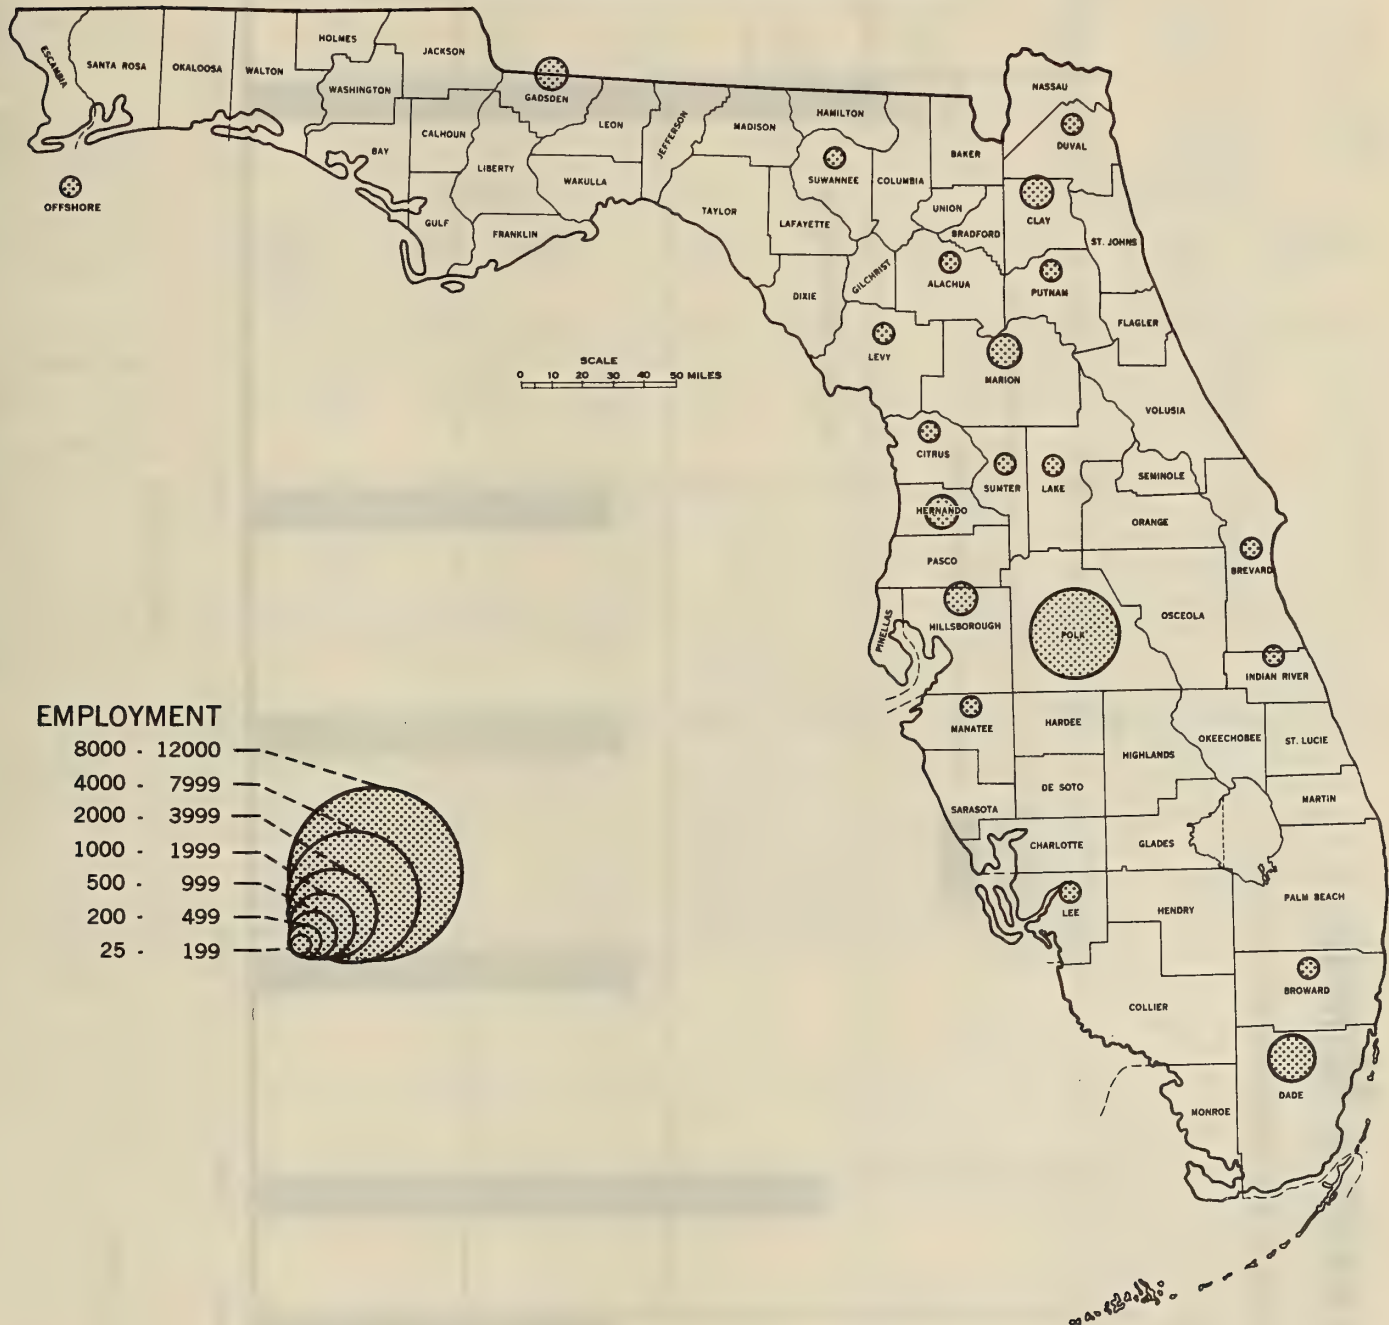 HOLMES
JACKSON
ESCAMBIA
SANTA ROSA
OKALOOSA
WALTON
WASHINGTON
GADSDEN
NASSAU
HAMILTON
LEON
JEFFERSON
MADISON
CALHOUN
DUVAL
BAY
BAKER
LIBERTY
WAKULLA
SUWANNEE
COLUMBIA
OFFSHORE
UNION
TAYLOR
LAFAYETTE
CLAY
GULF
FRANKLIN
BRADFORD
ST. JOHNS
GILCHRIST
ALACHUA
PUTNAM
DIXIE
FLAGLER
LEVY
SCALE
0 10 20 30 40 50 MILES
MARION
VOLUSIA
CITRUS
SUMTER
LAKE
SEMINOLE
HERNANDO
ORANGE
PASCO
BREVARD
PINELLAS
HILLSBOROUGH
POLK
OSCEOLA
INDIAN RIVER
EMPLOYMENT
8000 - 12000
4000 - 7999
2000 - 3999
1000 - 1999
500 - 999
200 - 499
25 - 199
MANATEE
HARDEE
HIGHLANDS
OKEECHOBEE
ST. LUCIE
DE SOTO
SARASOTA
MARTIN
CHARLOTTE
GLADES
LEE
HENDRY
PALM BEACH
BROWARD
COLLIER
DADE
MONROE